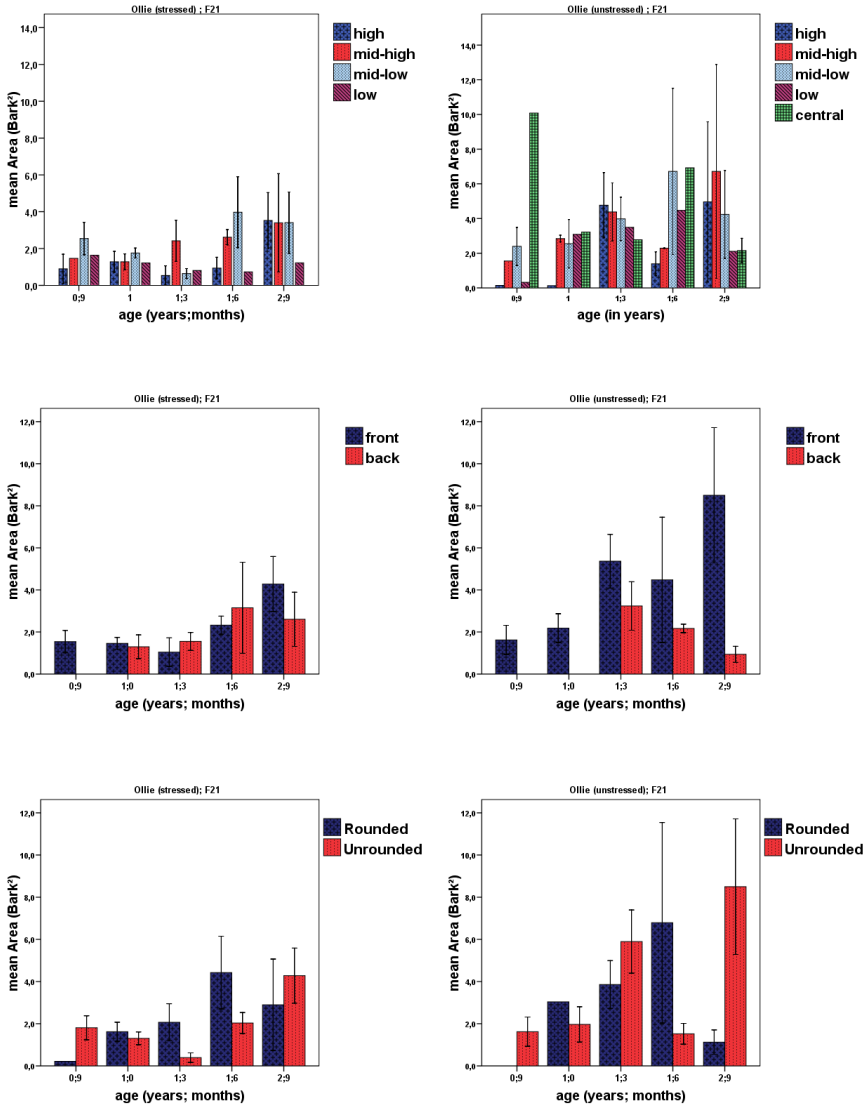 Ollie (stressed) ; F21
14,0
12,0
10,0
8,0
6,0
4,0
2,0
0,0
mean Area (Bark²)
0;9 1 1;3 1;6 2;9
age (years;months)
high
mid-high
mid-low
low
Ollie (unstressed) ; F21
14,0
12,0
10,0
8,0
6,0
4,0
2,0
0,0
mean Area (Bark²)
0;9 1 1;3 1;6 2;9
age (in years)
high
mid-high
mid-low
low
central
Ollie (stressed); F21
12,0
10,0
8,0
6,0
4,0
2,0
0,0
mean Area (Bark²)
0;9 1;0 1;3 1;6 2;9
age (years; months)
front
back
Ollie (unstressed); F21
12,0
10,0
8,0
6,0
4,0
2,0
0,0
mean Area (Bark²)
0;9 1;0 1;3 1;6 2;9
age (years; months)
front
back
Ollie (stressed); F21
12,0
10,0
8,0
6,0
4,0
2,0
0,0
mean Area (Bark²)
0;9 1;0 1;3 1;6 2;9
age (years; months)
Rounded
Unrounded
Ollie (unstressed); F21
12,0
10,0
8,0
6,0
4,0
2,0
0,0
mean Area (Bark²)
0;9 1;0 1;3 1;6 2;9
age (years; months)
Rounded
Unrounded